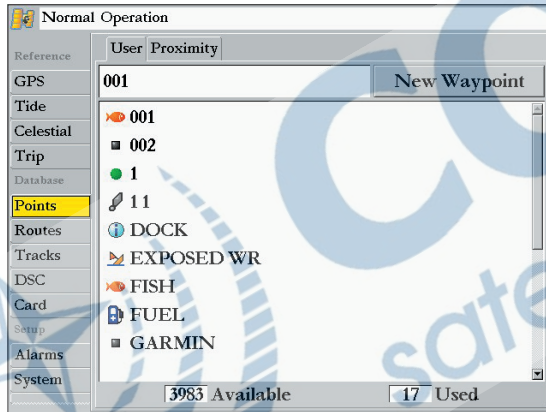 Normal Operation
User Proximity
Reference
GPS
Tide
Celestial
Trip
Database
Points
Routes
Tracks
DSC
Card
Setup
Alarms
System
001
New Waypoint
001
002
1
11
DOCK
EXPOSED WR
FISH
FUEL
GARMIN
3983 Available
17 Used